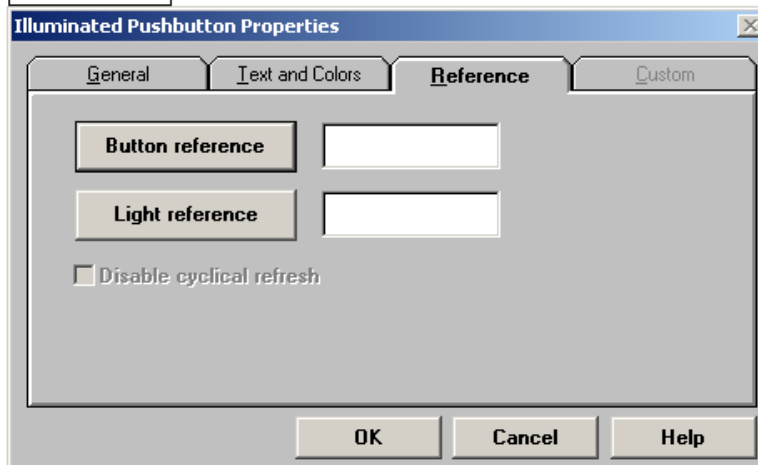 Illuminated Pushbutton Properties
General Text and Colors Reference Custom
Button reference
Light reference
Disable cyclical refresh
OK Cancel Help